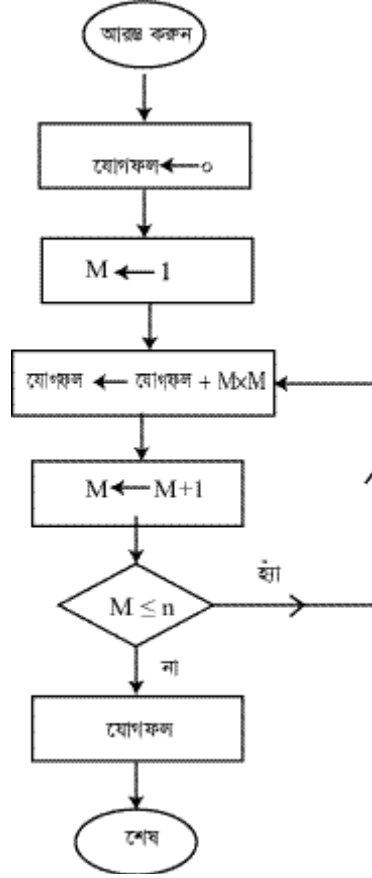 আরম্ভ করুন
যোগফল←০
M ← 1
যোগফল ← যোগফল + M×M
M ← M+1
হ্যাঁ
M ≤ n
না
যোগফল
শেষ